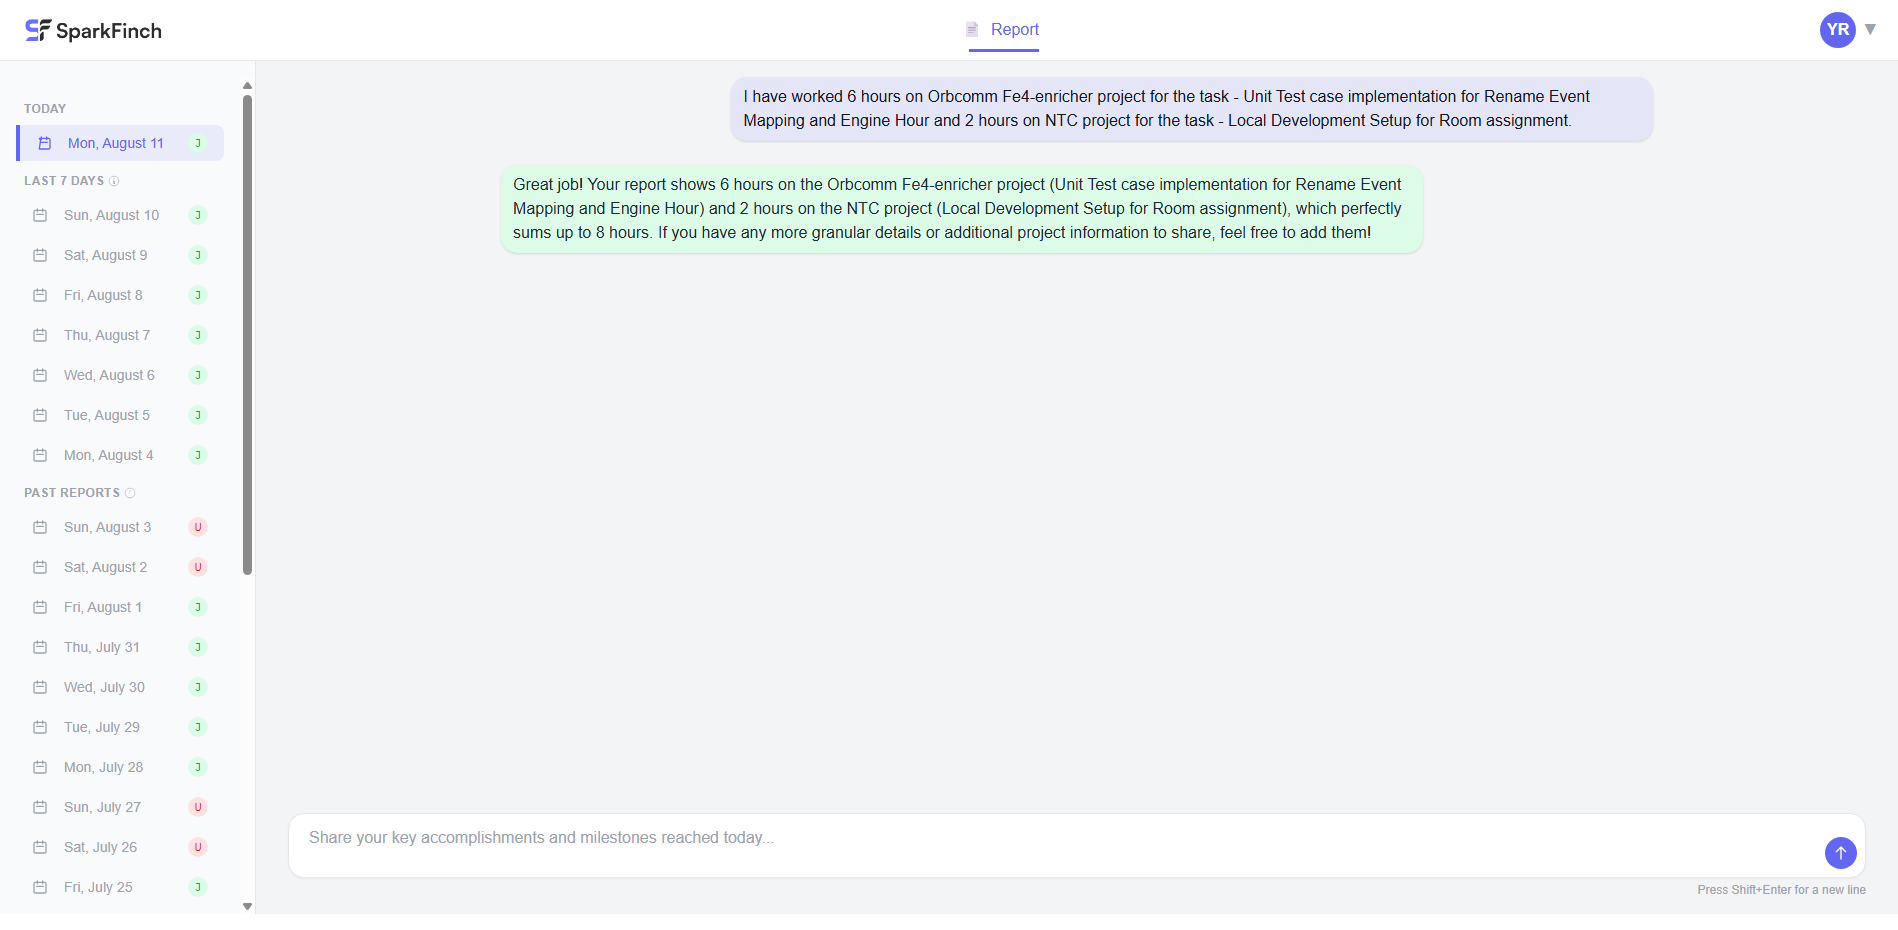 SparkFinch
Report
YR
TODAY
Mon, August 11 J
LAST 7 DAYS
Sun, August 10 J
Sat, August 9 J
Fri, August 8 J
Thu, August 7 J
Wed, August 6 J
Tue, August 5 J
Mon, August 4 J
PAST REPORTS
Sun, August 3 U
Sat, August 2 U
Fri, August 1 J
Thu, July 31 J
Wed, July 30 J
Tue, July 29 J
Mon, July 28 J
Sun, July 27 U
Sat, July 26 U
Fri, July 25 J
I have worked 6 hours on Orbcomm Fe4-enricher project for the task - Unit Test case implementation for Rename Event
Mapping and Engine Hour and 2 hours on NTC project for the task - Local Development Setup for Room assignment.
Great job! Your report shows 6 hours on the Orbcomm Fe4-enricher project (Unit Test case implementation for Rename Event
Mapping and Engine Hour) and 2 hours on the NTC project (Local Development Setup for Room assignment), which perfectly
sums up to 8 hours. If you have any more granular details or additional project information to share, feel free to add them!
Share your key accomplishments and milestones reached today...
Press Shift+Enter for a new line